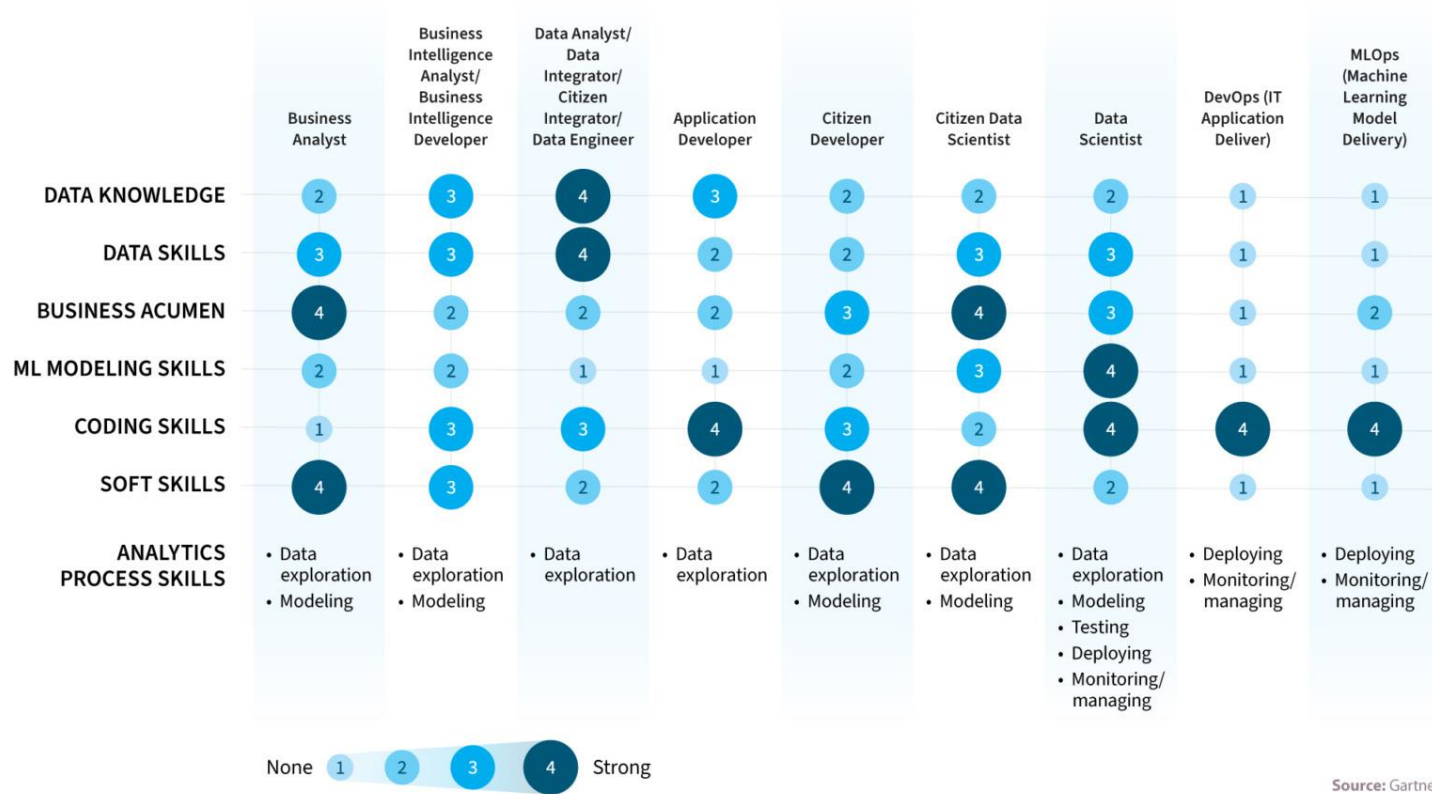 Business
Analyst
Business
Intelligence
Analyst/
Business
Intelligence
Developer
Data Analyst/
Data
Integrator/
Citizen
Integrator/
Data Engineer
Application
Developer
Citizen
Developer
Citizen Data
Scientist
Data
Scientist
DevOps (IT
Application
Deliver)
MLOps
(Machine
Learning
Model
Delivery)
DATA KNOWLEDGE 2 3 4 3 2 2 2 1 1
DATA SKILLS 3 3 4 2 2 3 3 1 1
BUSINESS ACUMEN 4 2 2 2 3 4 3 1 2
ML MODELING SKILLS 2 2 1 1 2 3 4 1 1
CODING SKILLS 1 3 3 4 3 2 4 4 4
SOFT SKILLS 4 3 2 2 4 4 2 1 1
ANALYTICS
PROCESS SKILLS
• Data
exploration
• Modeling
• Data
exploration
• Modeling
• Data
exploration
• Data
exploration
• Data
exploration
• Modeling
• Data
exploration
• Modeling
• Data
exploration
• Modeling
• Testing
• Deploying
• Monitoring/
managing
• Deploying
• Monitoring/
managing
• Deploying
• Monitoring/
managing
None 1 2 3 4 Strong
Source: Gartne